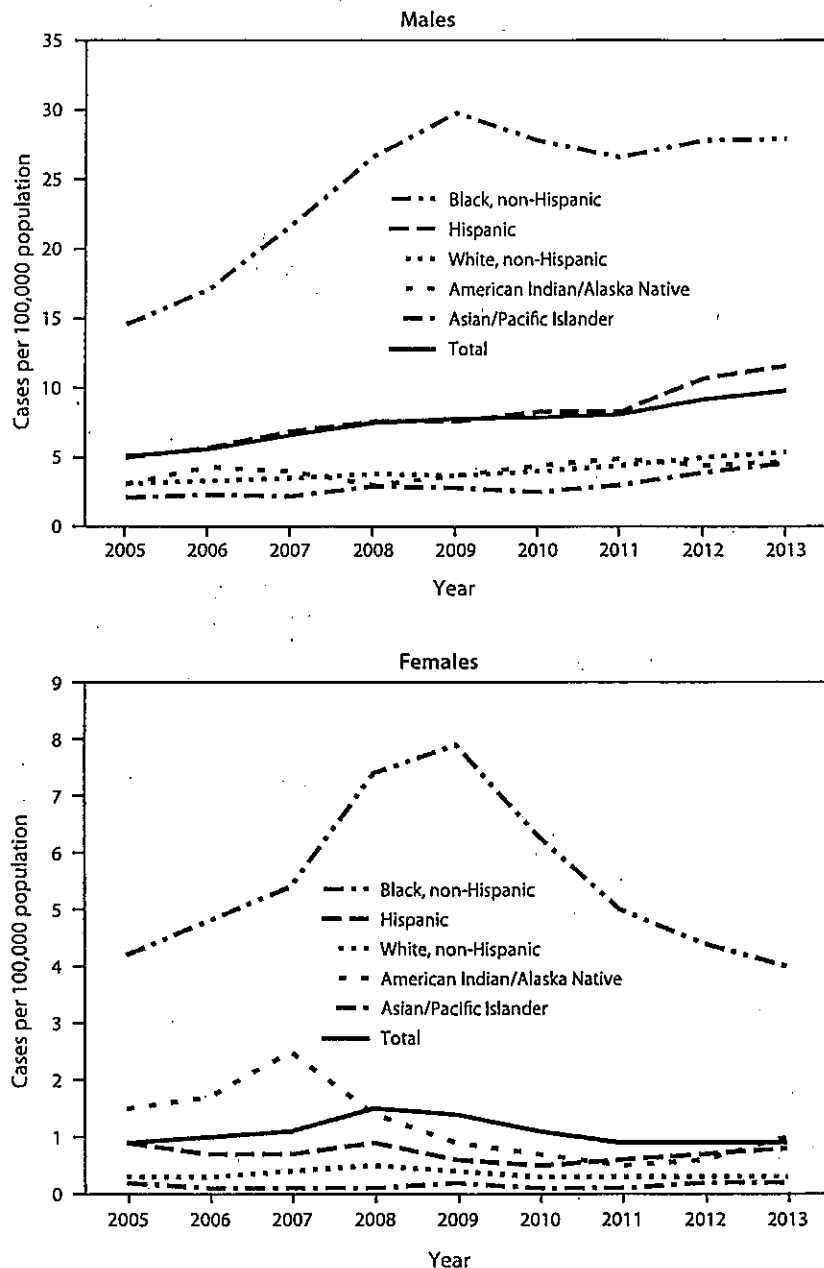 Males
35
30
25
20
15
10
5
0
Cases per 100,000 population
Black, non-Hispanic
Hispanic
White, non-Hispanic
American Indian/Alaska Native
Asian/Pacific Islander
Total
2005 2006 2007 2008 2009 2010 2011 2012 2013
Year
Females
9
8
7
6
5
4
3
2
1
0
Cases per 100,000 population
Black, non-Hispanic
Hispanic
White, non-Hispanic
American Indian/Alaska Native
Asian/Pacific Islander
Total
2005 2006 2007 2008 2009 2010 2011 2012 2013
Year